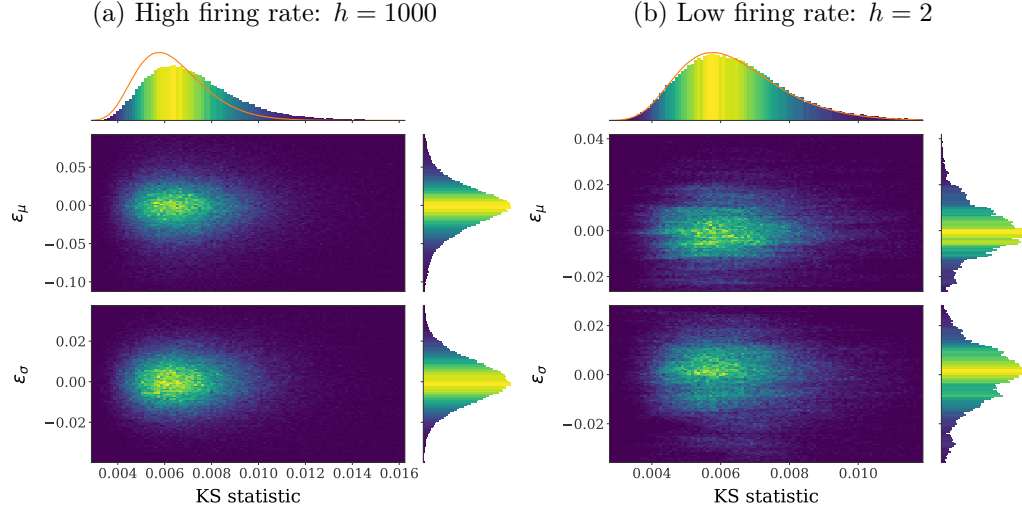 (a) High firing rate: h = 1000
(b) Low firing rate: h = 2
0.05
0.00
−0.05
−0.10
ε_μ
0.02
0.00
−0.02
ε_σ
0.004 0.006 0.008 0.010 0.012 0.014 0.016
KS statistic
0.04
0.02
0.00
−0.02
ε_μ
0.02
0.00
−0.02
ε_σ
0.004 0.006 0.008 0.010
KS statistic